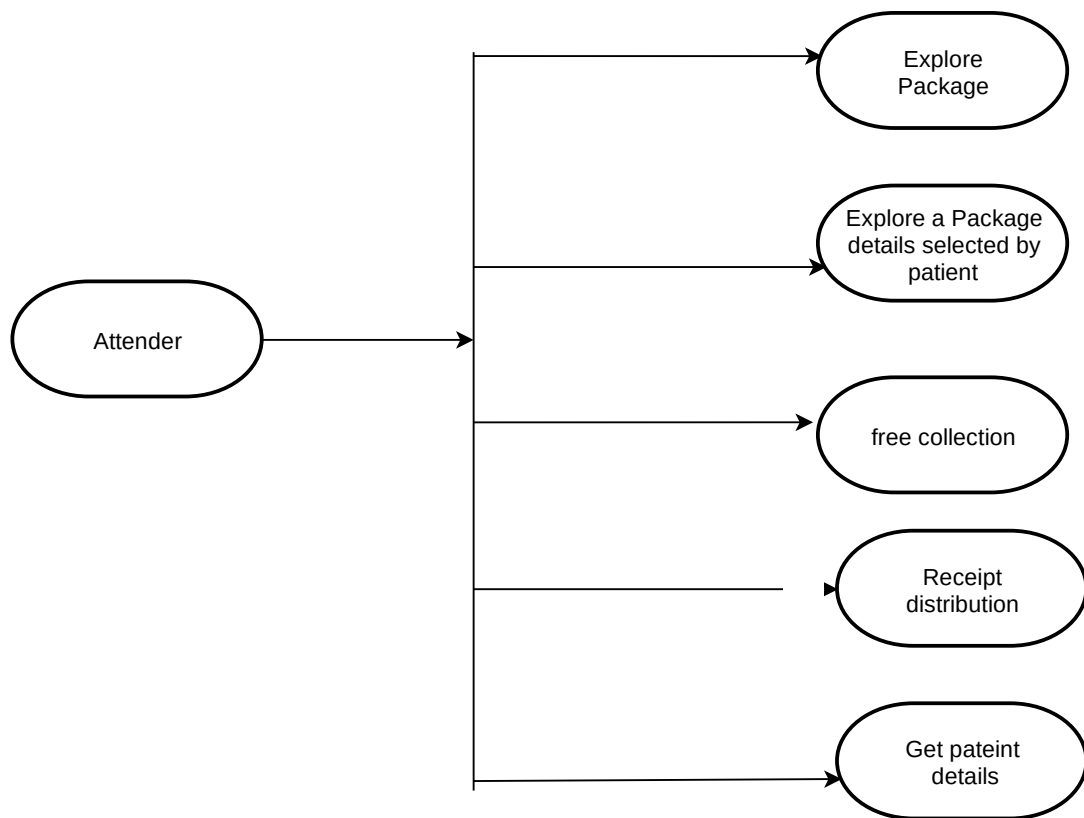 Explore
Package
Explore a Package
details selected by
patient
Attender
free collection
Receipt
distribution
Get pateint
details